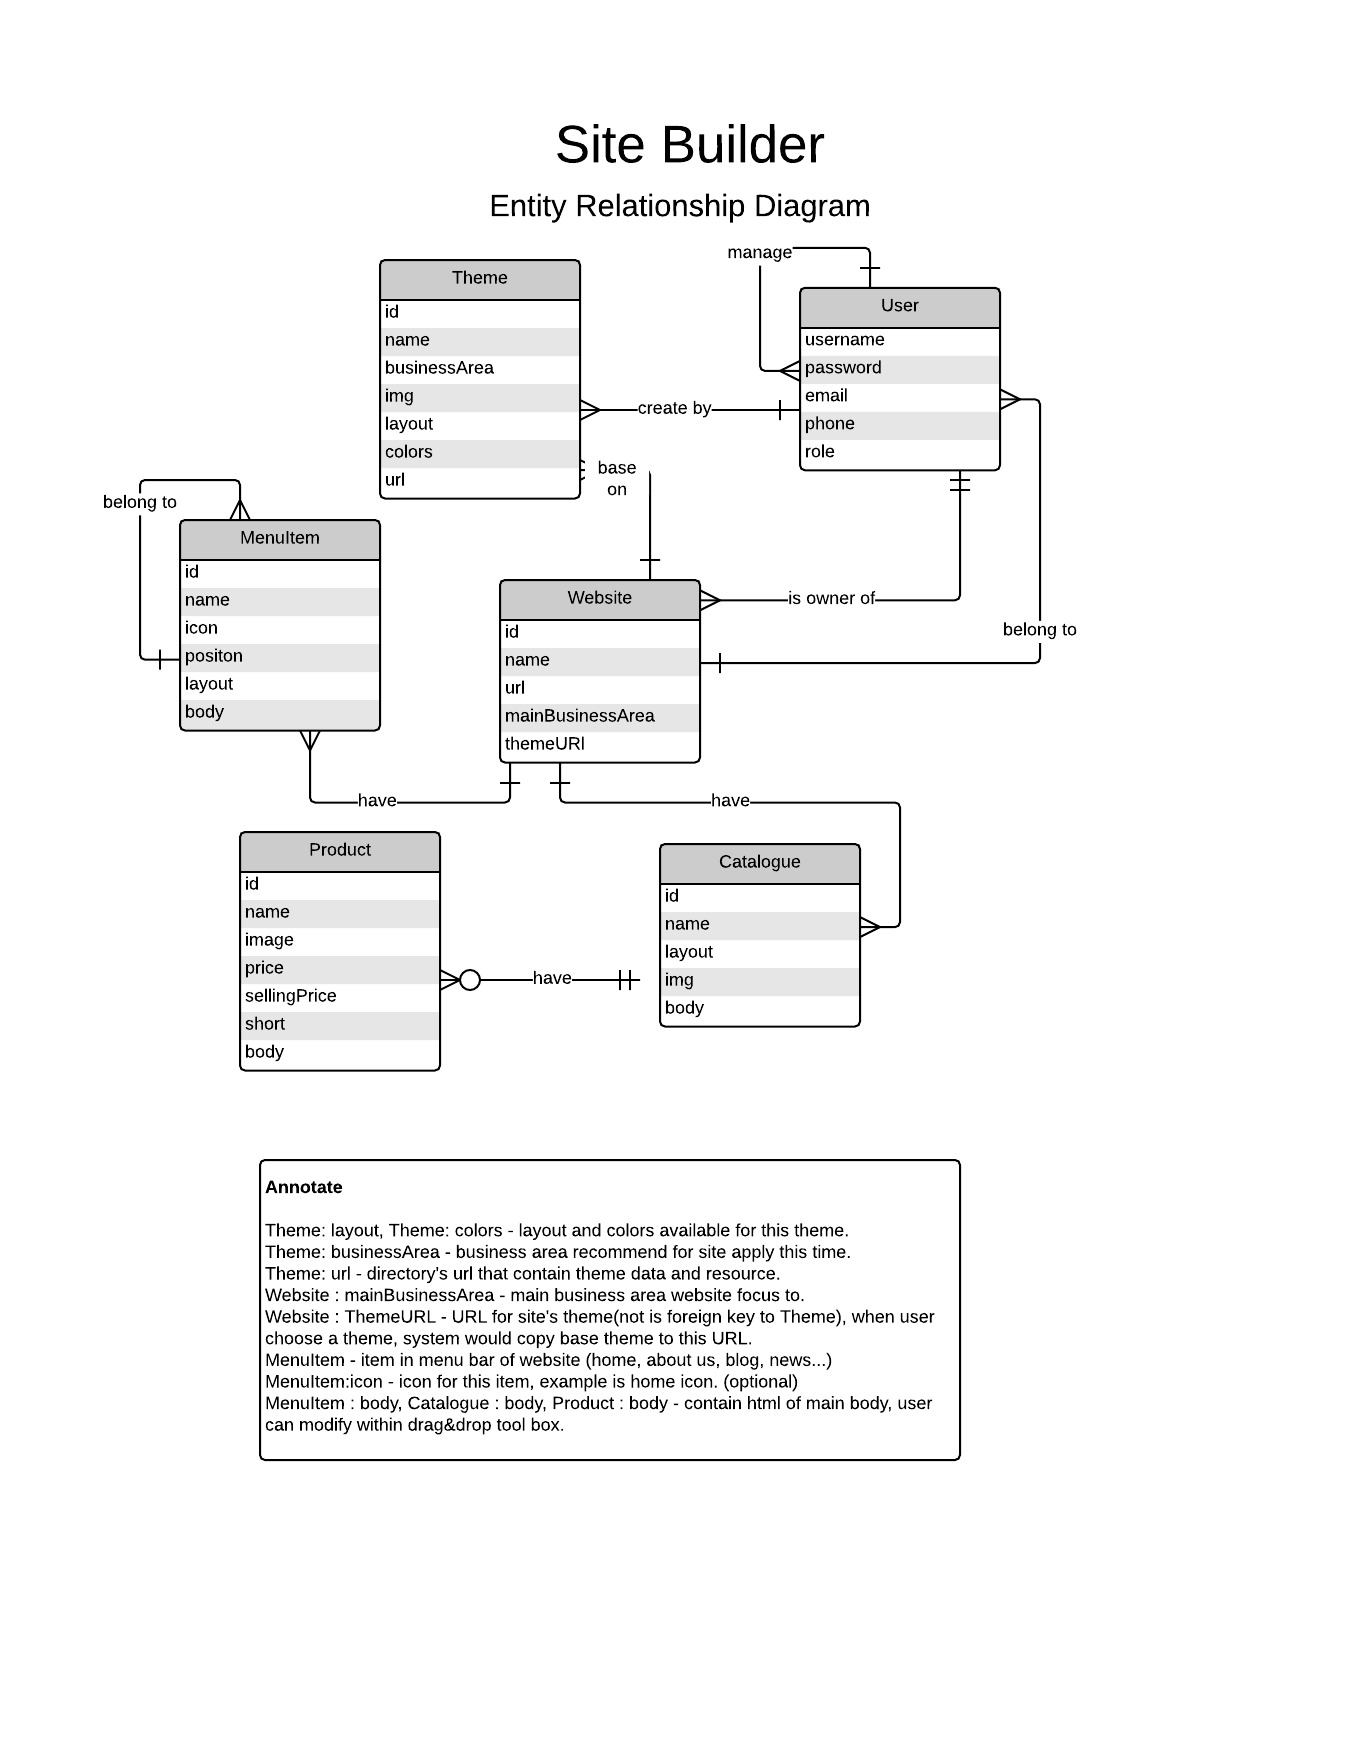 Site Builder
Entity Relationship Diagram
manage
Theme
id
name
businessArea
img
layout
colors
url
User
username
password
email
phone
role
create by
base
on
belong to
MenuItem
id
name
icon
positon
layout
body
Website
id
name
url
mainBusinessArea
themeURl
is owner of
belong to
have
have
Product
id
name
image
price
sellingPrice
short
body
have
Catalogue
id
name
layout
img
body
Annotate
Theme: layout, Theme: colors - layout and colors available for this theme.
Theme: businessArea - business area recommend for site apply this time.
Theme: url - directory's url that contain theme data and resource.
Website : mainBusinessArea - main business area website focus to.
Website : ThemeURL - URL for site's theme(not is foreign key to Theme), when user
choose a theme, system would copy base theme to this URL.
MenuItem - item in menu bar of website (home, about us, blog, news...)
MenuItem:icon - icon for this item, example is home icon. (optional)
MenuItem : body, Catalogue : body, Product : body - contain html of main body, user
can modify within drag&drop tool box.